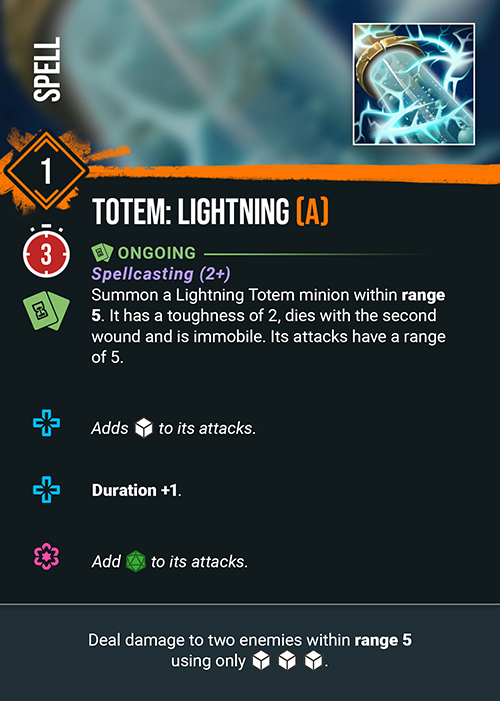 SPELL
1
TOTEM: LIGHTNING (A)
3
ONGOING
Spellcasting (2+)
Summon a Lightning Totem minion within range
5. It has a toughness of 2, dies with the second
wound and is immobile. Its attacks have a range
of 5.
Adds to its attacks.
Duration +1.
Add to its attacks.
Deal damage to two enemies within range 5
using only .